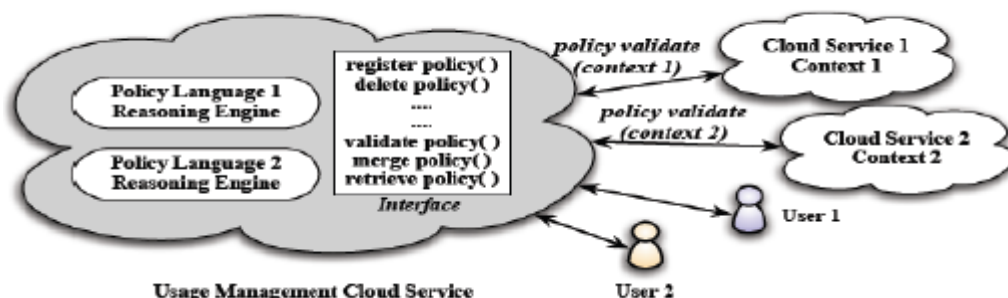 Policy Language 1
Reasoning Engine
Policy Language 2
Reasoning Engine
register policy( )
delete policy( )
....
....
validate policy( )
merge policy( )
retrieve policy( )
Interface
policy validate
(context 1)
Cloud Service 1
Context 1
policy validate
(context 2)
Cloud Service 2
Context 2
User 1
User 2
Usage Management Cloud Service